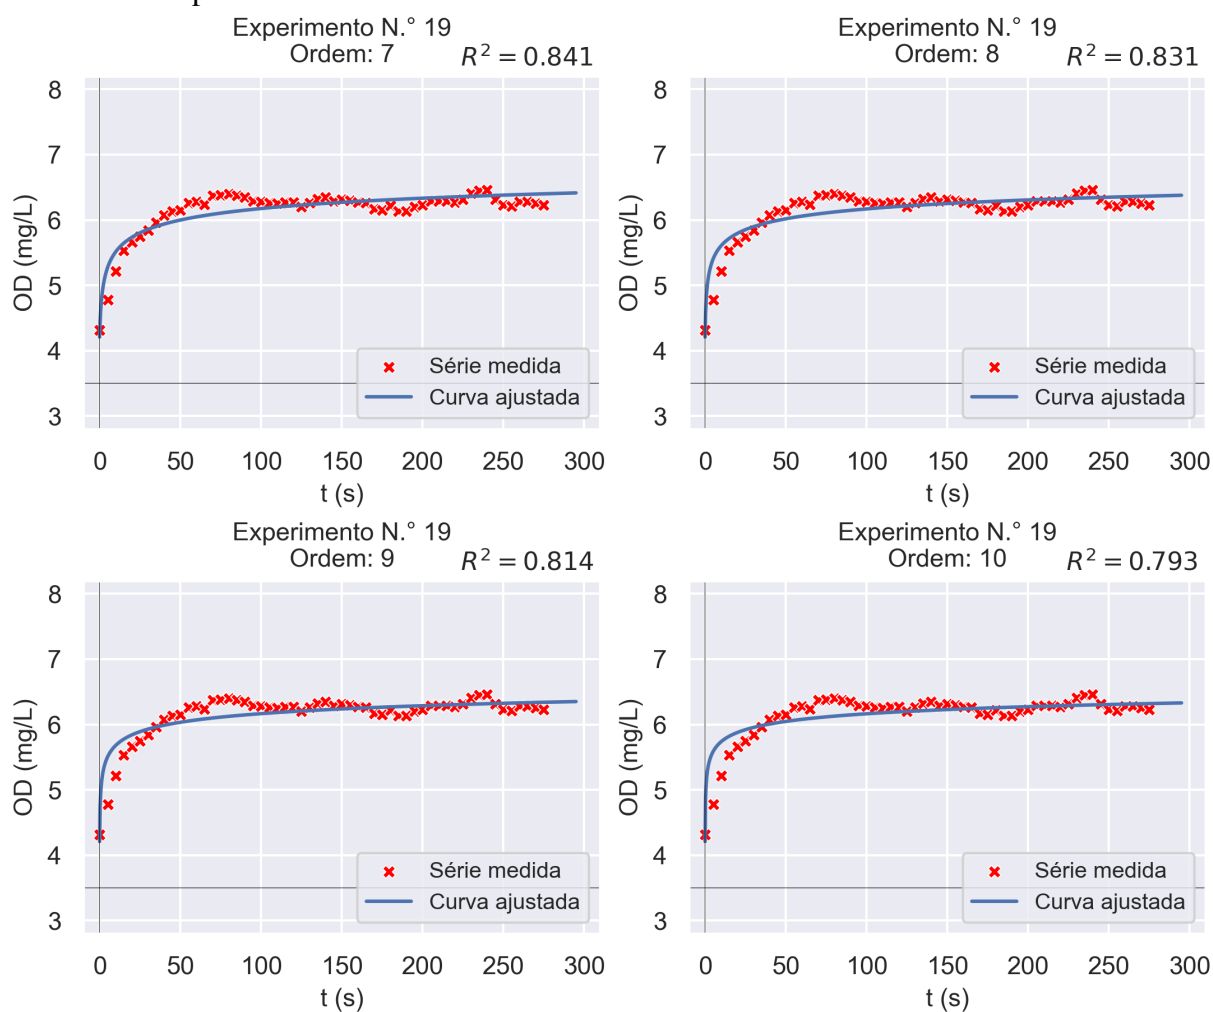 Experimento N.° 19
Ordem: 7 R² = 0.841
8
7
6
5
4
3
OD (mg/L)
Série medida
Curva ajustada
0 50 100 150 200 250 300
t (s)
Experimento N.° 19
Ordem: 8 R² = 0.831
8
7
6
5
4
3
OD (mg/L)
Série medida
Curva ajustada
0 50 100 150 200 250 300
t (s)
Experimento N.° 19
Ordem: 9 R² = 0.814
8
7
6
5
4
3
OD (mg/L)
Série medida
Curva ajustada
0 50 100 150 200 250 300
t (s)
Experimento N.° 19
Ordem: 10 R² = 0.793
8
7
6
5
4
3
OD (mg/L)
Série medida
Curva ajustada
0 50 100 150 200 250 300
t (s)